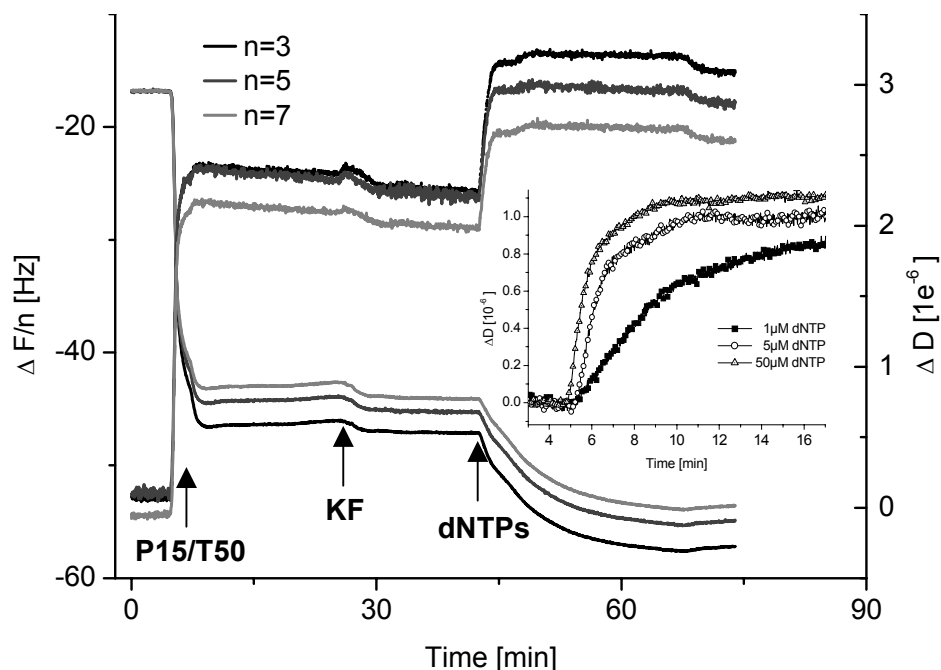 n=3
n=5
n=7
-20
-40
-60
Δ F/n [Hz]
3
2
1
0
Δ D [1e⁻⁶]
P15/T50
KF
dNTPs
0
30
60
90
Time [min]
1.0
0.8
0.6
0.4
0.2
0.0
ΔD [10⁻⁶]
1μM dNTP
5μM dNTP
50μM dNTP
4
6
8
10
12
14
16
Time [min]